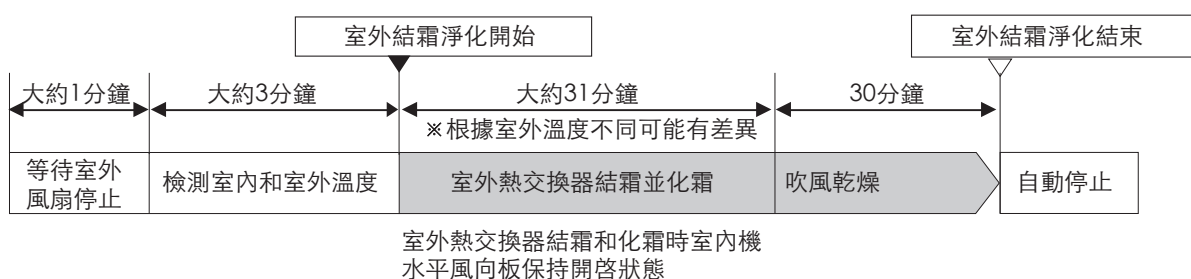 室外結霜淨化開始
室外結霜淨化結束
大約1分鐘
大約3分鐘
大約31分鐘
30分鐘
※根據室外溫度不同可能有差異
等待室外
風扇停止
檢測室內和室外溫度
室外熱交換器結霜並化霜
吹風乾燥
自動停止
室外熱交換器結霜和化霜時室內機
水平風向板保持開啓狀態